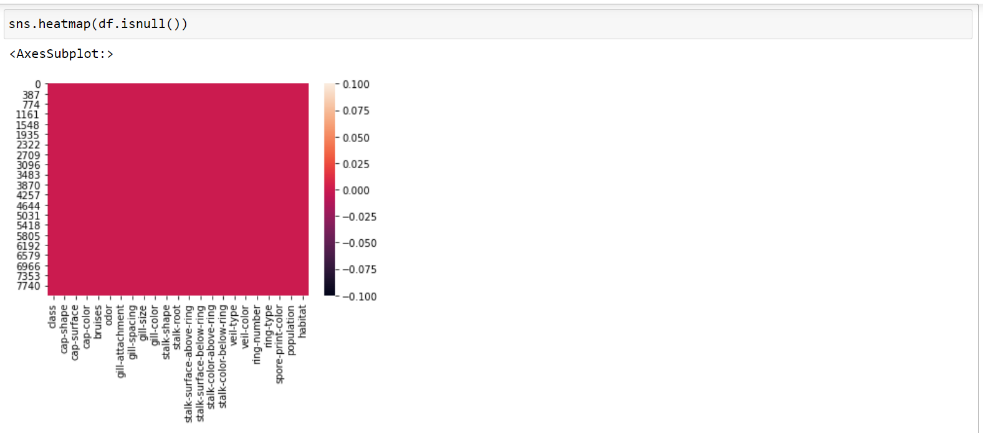 sns.heatmap(df.isnull())
<AxesSubplot:>
0
387
774
1161
1548
1935
2322
2709
3096
3483
3870
4257
4644
5031
5418
5805
6192
6579
6966
7353
7740
0.100
0.075
0.050
0.025
0.000
−0.025
−0.050
−0.075
−0.100
class
cap-shape
cap-surface
cap-color
bruises
odor
gill-attachment
gill-spacing
gill-size
gill-color
stalk-shape
stalk-root
stalk-surface-above-ring
stalk-surface-below-ring
stalk-color-above-ring
stalk-color-below-ring
veil-type
veil-color
ring-number
ring-type
spore-print-color
population
habitat